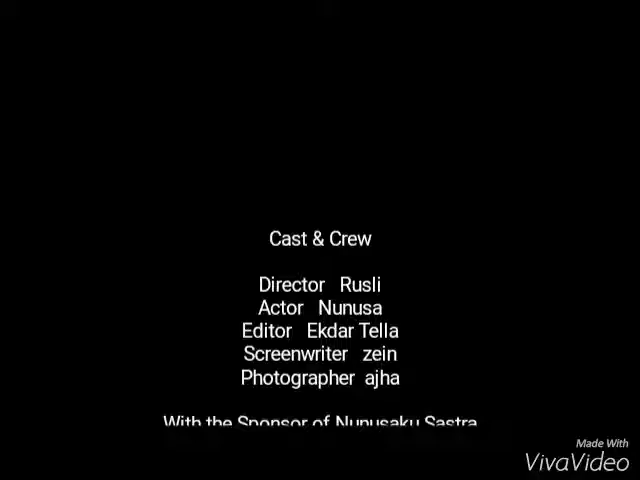 Cast & Crew
Director Rusli
Actor Nunusa
Editor Ekdar Tella
Screenwriter zein
Photographer ajha
With the Sponsor of Nunusaku Sastra
Made With
VivaVideo